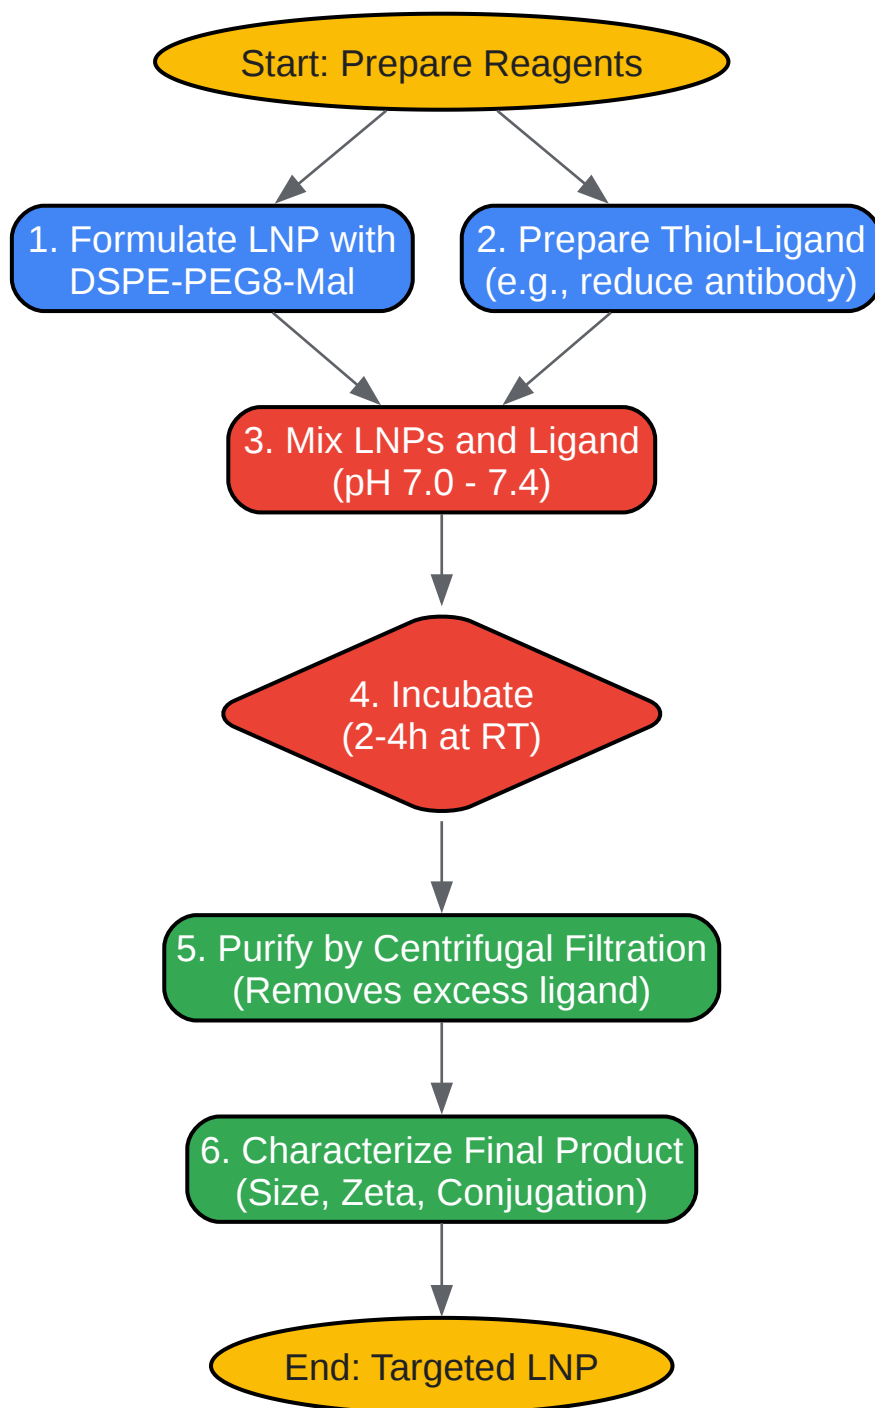 Start: Prepare Reagents
1. Formulate LNP with
DSPE-PEG8-Mal
2. Prepare Thiol-Ligand
(e.g., reduce antibody)
3. Mix LNPs and Ligand
(pH 7.0 - 7.4)
4. Incubate
(2-4h at RT)
5. Purify by Centrifugal Filtration
(Removes excess ligand)
6. Characterize Final Product
(Size, Zeta, Conjugation)
End: Targeted LNP